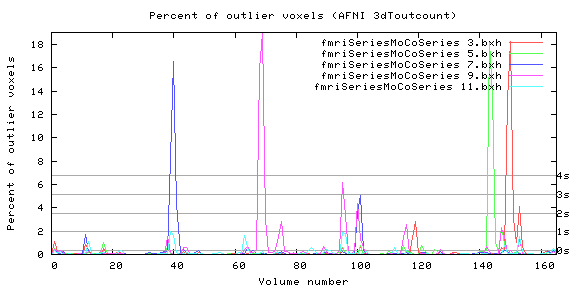 Percent of outlier voxels (AFNI 3dToutcount)
fmriSeriesMoCoSeries 3.bxh
fmriSeriesMoCoSeries 5.bxh
fmriSeriesMoCoSeries 7.bxh
fmriSeriesMoCoSeries 9.bxh
fmriSeriesMoCoSeries 11.bxh
Percent of outlier voxels
18
16
14
12
10
8
6
4
2
0
4s
3s
2s
1s
0s
0 20 40 60 80 100 120 140 160
Volume number